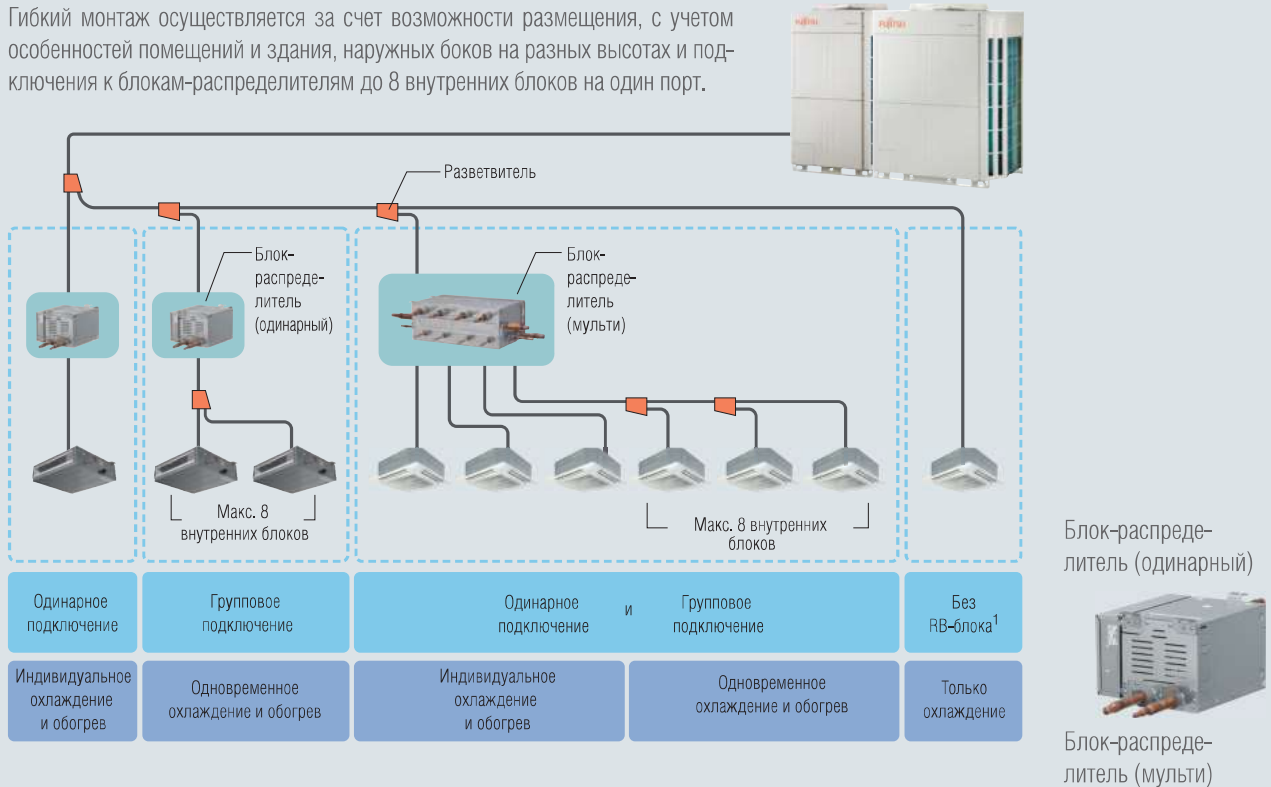 Гибкий монтаж осуществляется за счет возможности размещения, с учетом
особенностей помещений и здания, наружных боков на разных высотах и под-
ключения к блокам-распределителям до 8 внутренних блоков на один порт.
FUJITSU
FUJITSU
Разветвитель
Блок-
распреде-
литель
(одинарный)
Блок-
распреде-
литель
(мульти)
Макс. 8
внутренних блоков
Макс. 8 внутренних
блоков
Одинарное
подключение
Групповое
подключение
Одинарное
подключение
и
Групповое
подключение
Без
RB-блока1
Индивидуальное
охлаждение
и обогрев
Одновременное
охлаждение и обогрев
Индивидуальное
охлаждение
и обогрев
Одновременное
охлаждение и обогрев
Только
охлаждение
Блок-распреде-
литель (одинарный)
Блок-распреде-
литель (мульти)